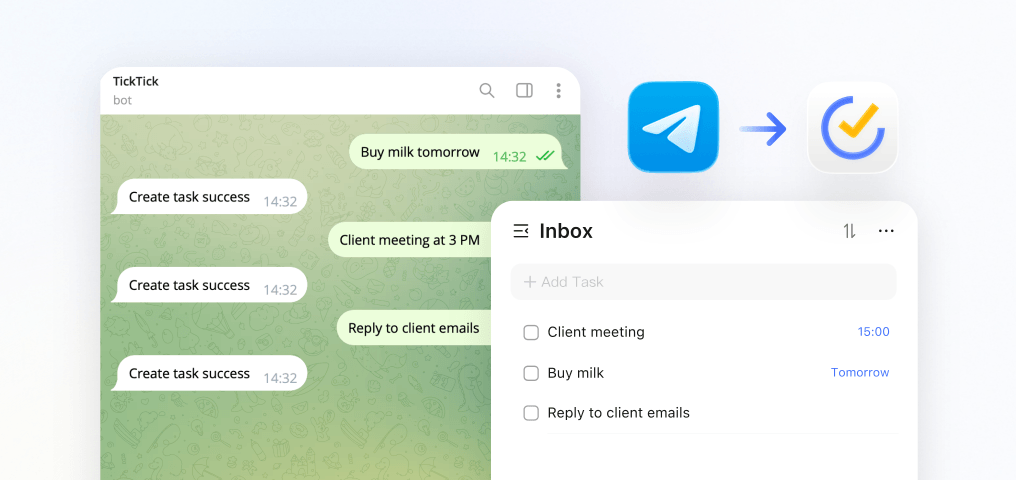 TickTick
bot
Buy milk tomorrow 14:32
Create task success 14:32
Client meeting at 3 PM
Create task success 14:32
Reply to client emails
Create task success 14:32
Inbox
Add Task
Client meeting 15:00
Buy milk Tomorrow
Reply to client emails